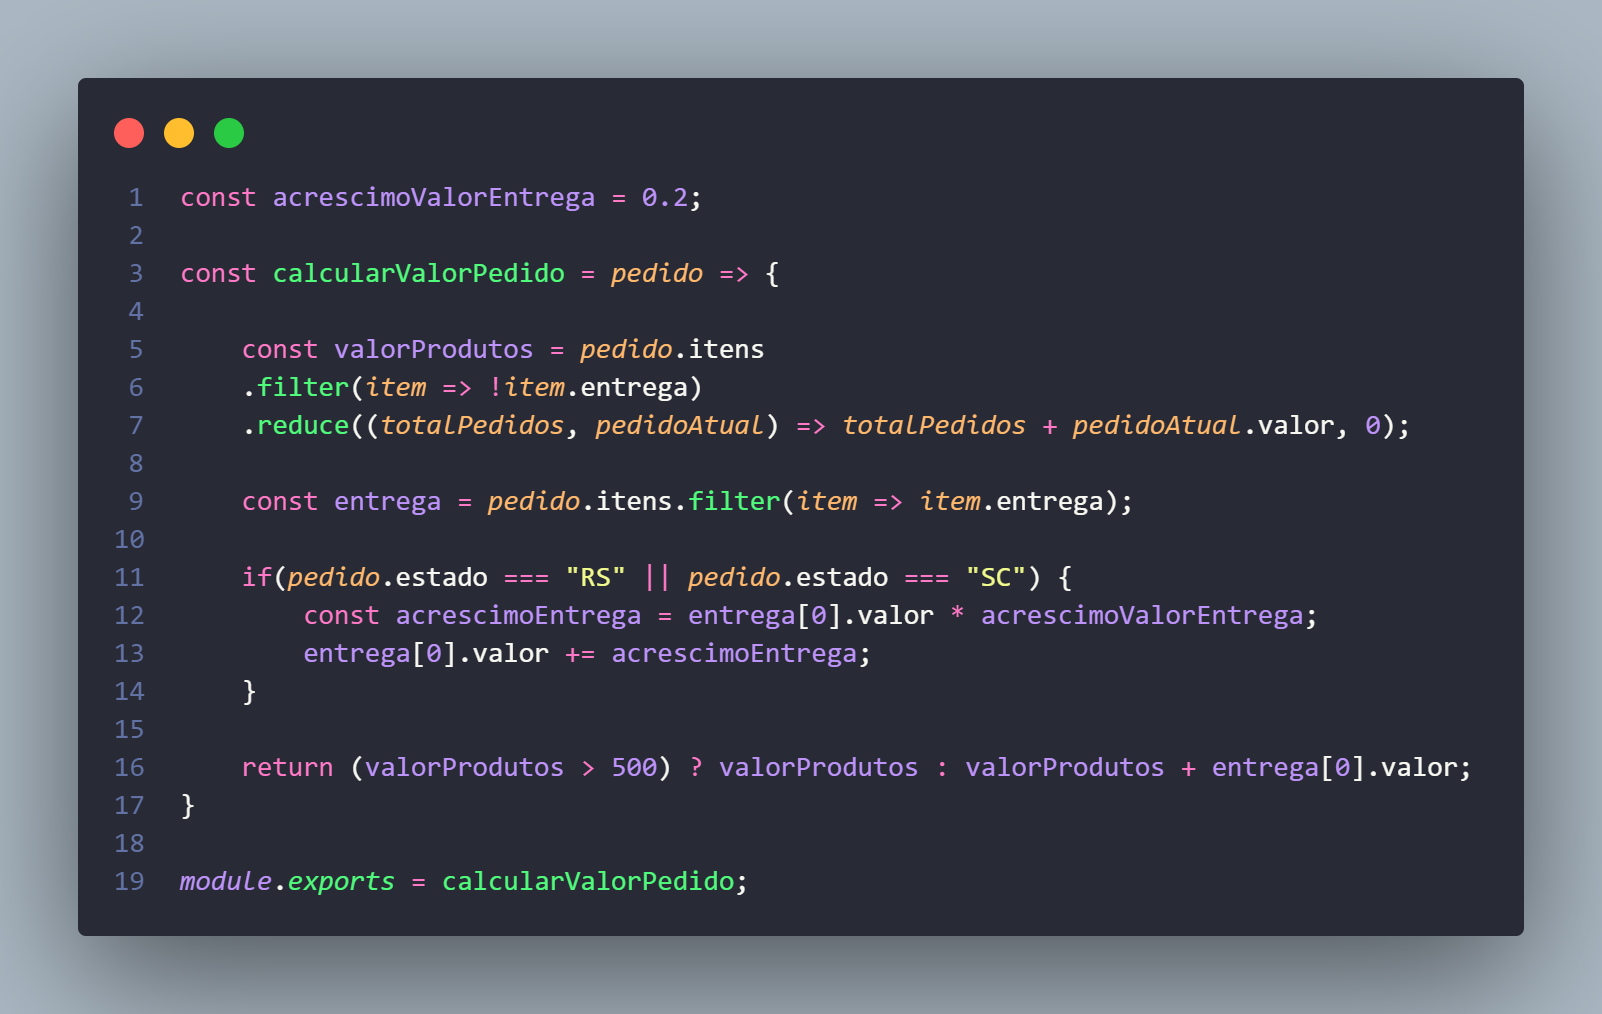 1 const acrescimoValorEntrega = 0.2;
2
3 const calcularValorPedido = pedido => {
4
5     const valorProdutos = pedido.itens
6     .filter(item => !item.entrega)
7     .reduce((totalPedidos, pedidoAtual) => totalPedidos + pedidoAtual.valor, 0);
8
9     const entrega = pedido.itens.filter(item => item.entrega);
10
11     if(pedido.estado === "RS" || pedido.estado === "SC") {
12         const acrescimoEntrega = entrega[0].valor * acrescimoValorEntrega;
13         entrega[0].valor += acrescimoEntrega;
14     }
15
16     return (valorProdutos > 500) ? valorProdutos : valorProdutos + entrega[0].valor;
17 }
18
19 module.exports = calcularValorPedido;